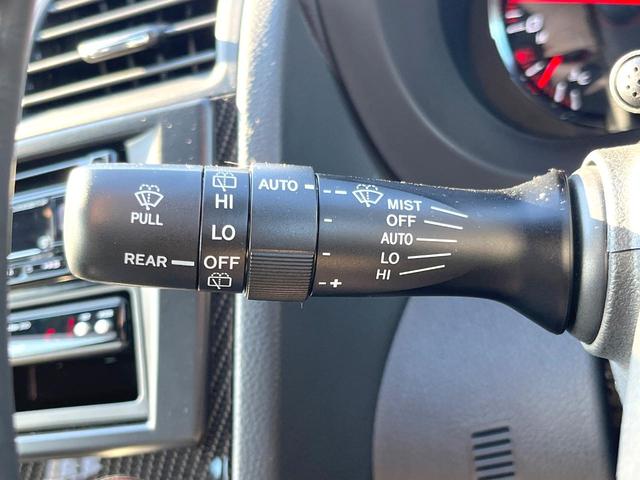 PULL
REAR
HI
LO
OFF
AUTO
- +
MIST
OFF
AUTO
LO
HI